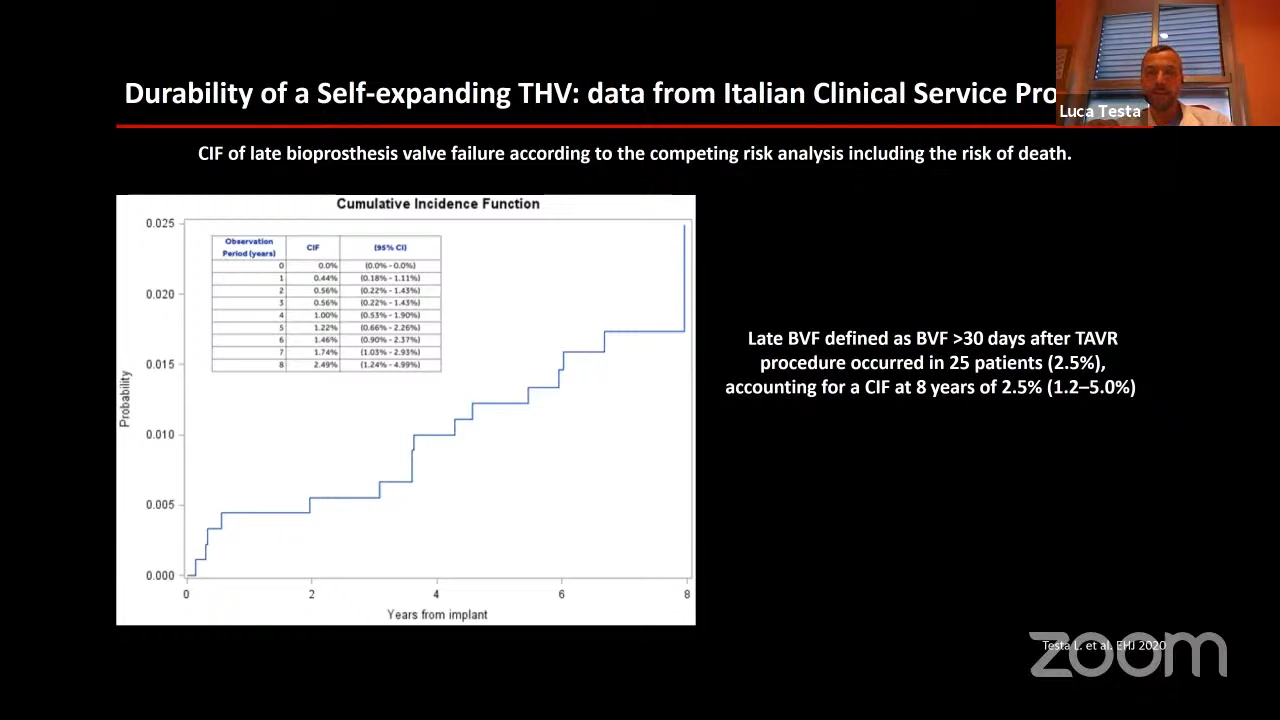 Durability of a Self-expanding THV: data from Italian Clinical Service Pro
Luca Testa
CIF of late bioprosthesis valve failure according to the competing risk analysis including the risk of death.
Cumulative Incidence Function
Observation Period (years) CIF (95% CI)
0 0.0% (0.0% - 0.0%)
1 0.44% (0.18% - 1.11%)
2 0.56% (0.22% - 1.43%)
3 0.56% (0.22% - 1.43%)
4 1.00% (0.53% - 1.90%)
5 1.22% (0.66% - 2.26%)
6 1.46% (0.90% - 2.37%)
7 1.74% (1.03% - 2.93%)
8 2.49% (1.24% - 4.99%)
0.025
0.020
0.015
0.010
0.005
0.000
Probability
0 2 4 6 8
Years from implant
Late BVF defined as BVF >30 days after TAVR
procedure occurred in 25 patients (2.5%),
accounting for a CIF at 8 years of 2.5% (1.2–5.0%)
Testa L. et al. EHJ 2020
zoom